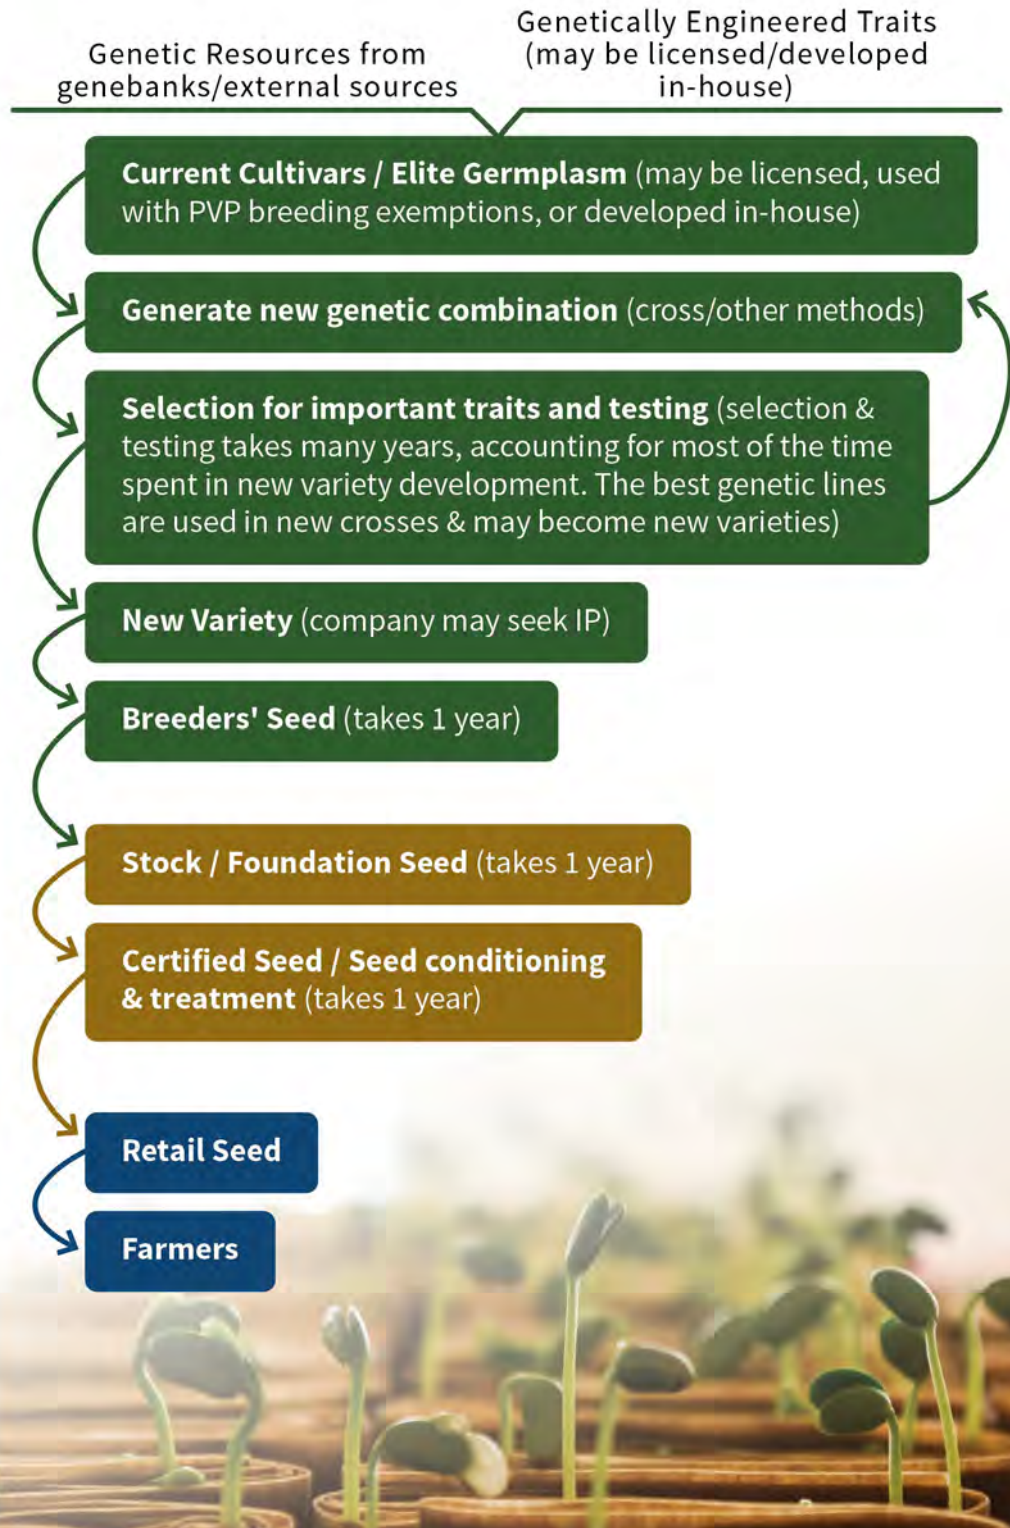 Genetic Resources from
genebanks/external sources
Genetically Engineered Traits
(may be licensed/developed
in-house)
Current Cultivars / Elite Germplasm (may be licensed, used
with PVP breeding exemptions, or developed in-house)
Generate new genetic combination (cross/other methods)
Selection for important traits and testing (selection &
testing takes many years, accounting for most of the time
spent in new variety development. The best genetic lines
are used in new crosses & may become new varieties)
New Variety (company may seek IP)
Breeders' Seed (takes 1 year)
Stock / Foundation Seed (takes 1 year)
Certified Seed / Seed conditioning
& treatment (takes 1 year)
Retail Seed
Farmers